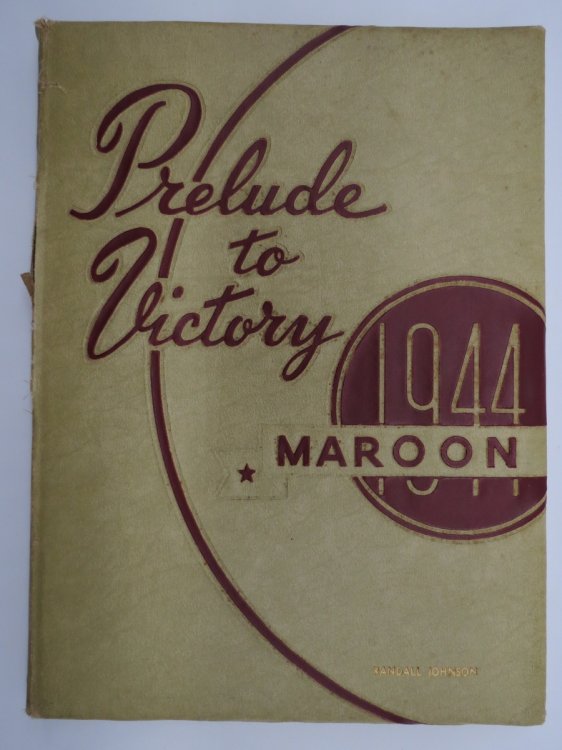 Prelude
to
Victory
1944
MAROON
RANDALL JOHNSON